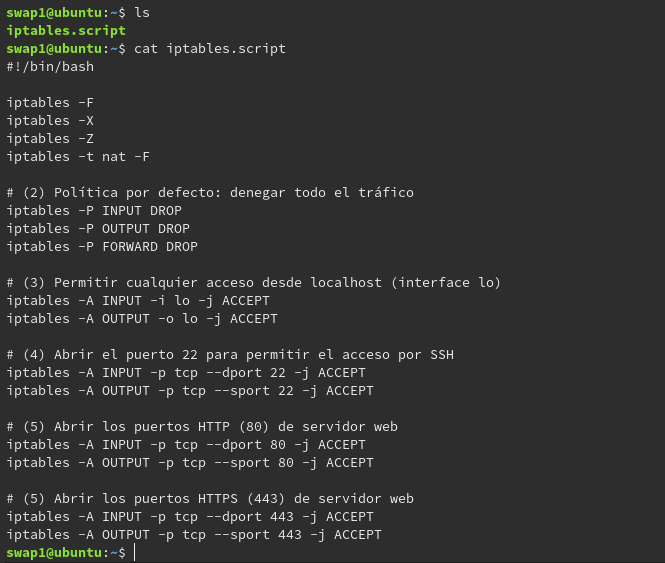 swap1@ubuntu:~$ ls
iptables.script
swap1@ubuntu:~$ cat iptables.script
#!/bin/bash

iptables -F
iptables -X
iptables -Z
iptables -t nat -F

# (2) Política por defecto: denegar todo el tráfico
iptables -P INPUT DROP
iptables -P OUTPUT DROP
iptables -P FORWARD DROP

# (3) Permitir cualquier acceso desde localhost (interface lo)
iptables -A INPUT -i lo -j ACCEPT
iptables -A OUTPUT -o lo -j ACCEPT

# (4) Abrir el puerto 22 para permitir el acceso por SSH
iptables -A INPUT -p tcp --dport 22 -j ACCEPT
iptables -A OUTPUT -p tcp --sport 22 -j ACCEPT

# (5) Abrir los puertos HTTP (80) de servidor web
iptables -A INPUT -p tcp --dport 80 -j ACCEPT
iptables -A OUTPUT -p tcp --sport 80 -j ACCEPT

# (5) Abrir los puertos HTTPS (443) de servidor web
iptables -A INPUT -p tcp --dport 443 -j ACCEPT
iptables -A OUTPUT -p tcp --sport 443 -j ACCEPT
swap1@ubuntu:~$